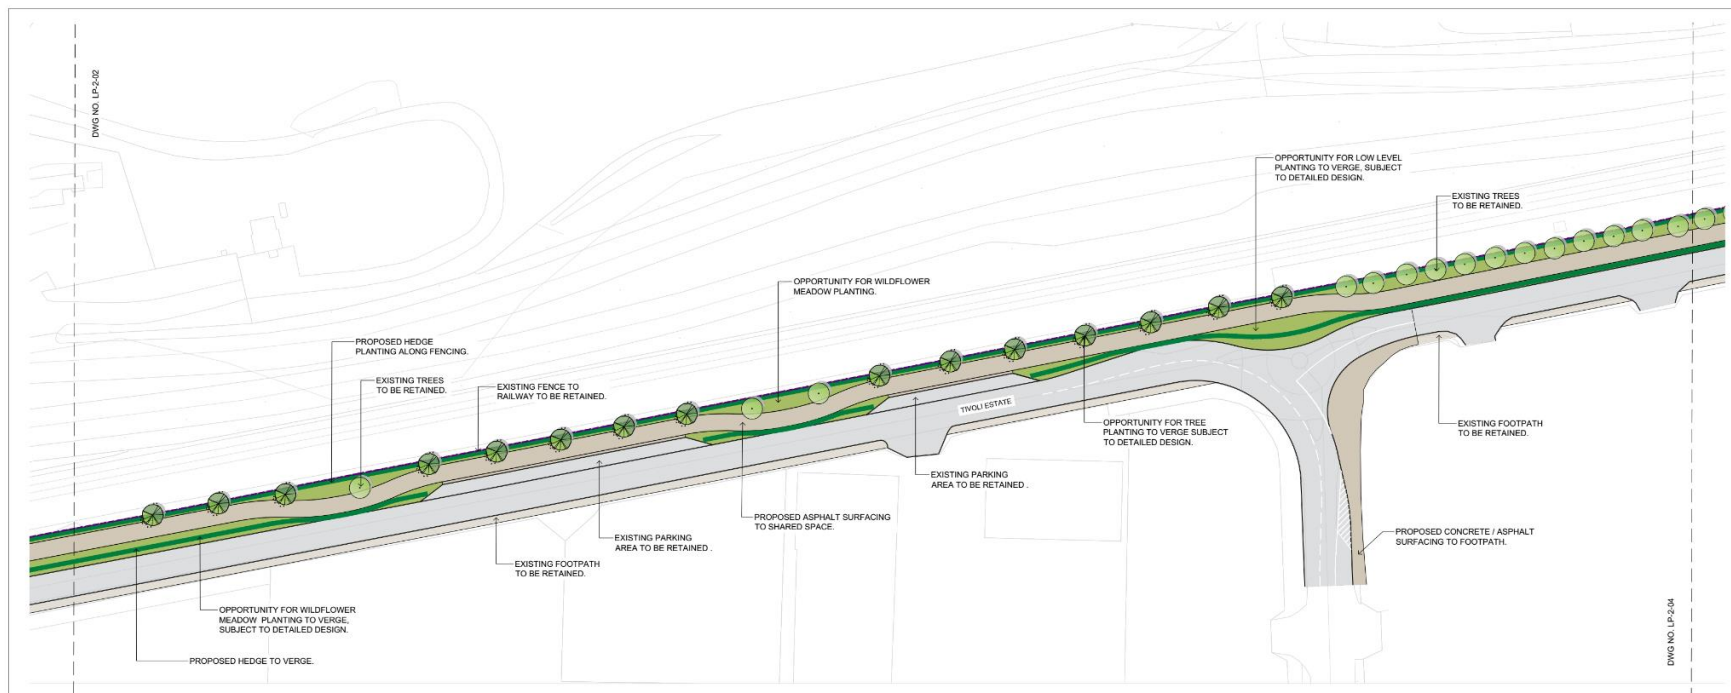 DWG NO. LP-2-02
OPPORTUNITY FOR LOW LEVEL
PLANTING TO VERGE, SUBJECT
TO DETAILED DESIGN.
EXISTING TREES
TO BE RETAINED.
OPPORTUNITY FOR WILDFLOWER
MEADOW PLANTING.
PROPOSED HEDGE
PLANTING ALONG FENCING.
EXISTING TREES
TO BE RETAINED.
EXISTING FENCE TO
RAILWAY TO BE RETAINED.
TIVOLI ESTATE
OPPORTUNITY FOR TREE
PLANTING TO VERGE SUBJECT
TO DETAILED DESIGN.
EXISTING FOOTPATH
TO BE RETAINED.
EXISTING PARKING
AREA TO BE RETAINED .
PROPOSED ASPHALT SURFACING
TO SHARED SPACE.
PROPOSED CONCRETE / ASPHALT
SURFACING TO FOOTPATH.
EXISTING PARKING
AREA TO BE RETAINED .
EXISTING FOOTPATH
TO BE RETAINED.
OPPORTUNITY FOR WILDFLOWER
MEADOW PLANTING TO VERGE,
SUBJECT TO DETAILED DESIGN.
PROPOSED HEDGE TO VERGE.
DWG NO. LP-2-04